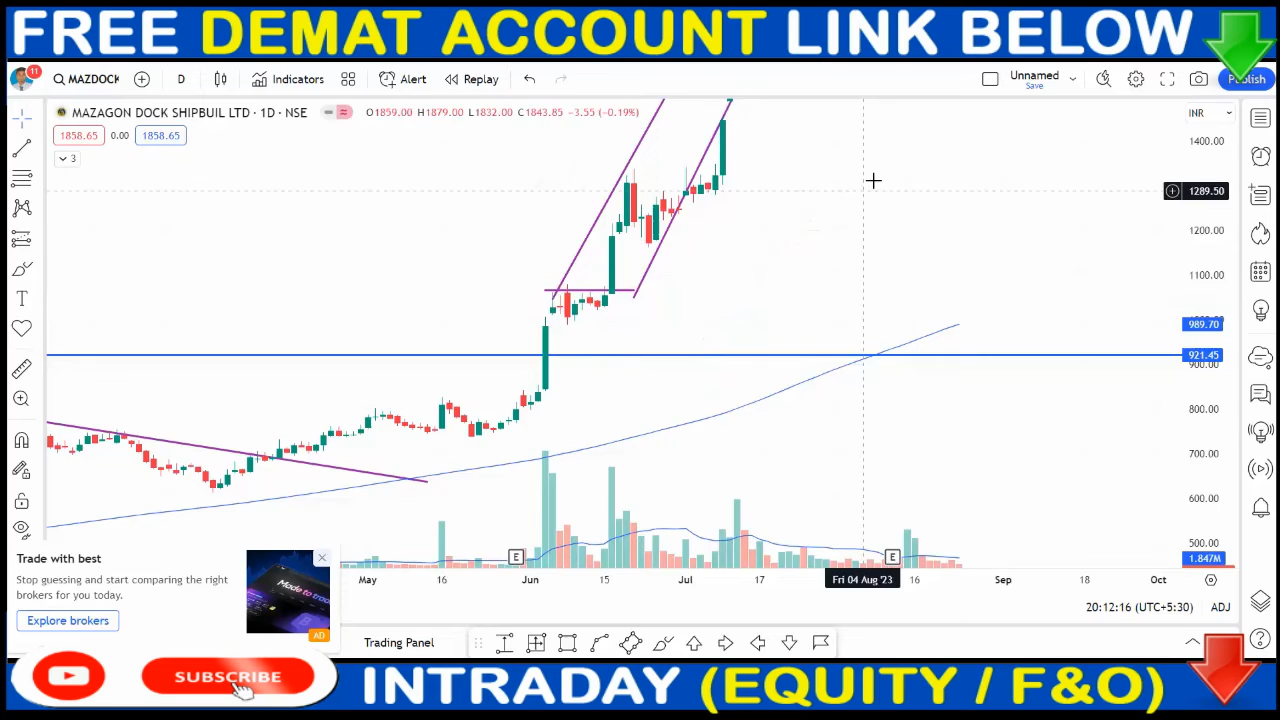 FREE DEMAT ACCOUNT LINK BELOW
11
MAZDOCK
D
Indicators
Alert
Replay
Unnamed
Save
Publish
MAZAGON DOCK SHIPBUIL LTD · 1D · NSE
O1859.00 H1879.00 L1832.00 C1843.85 −3.55 (−0.19%)
INR
1858.65 0.00 1858.65
3
1400.00
1289.50
1200.00
1100.00
989.70
921.45
900.00
800.00
700.00
600.00
500.00
1.847M
E
E
May
16
Jun
15
Jul
17
Fri 04 Aug '23
16
Sep
18
Oct
Trade with best
Stop guessing and start comparing the right
brokers for you today.
Explore brokers
AD
20:12:16 (UTC+5:30)
ADJ
Trading Panel
SUBSCRIBE
INTRADAY (EQUITY / F&O)